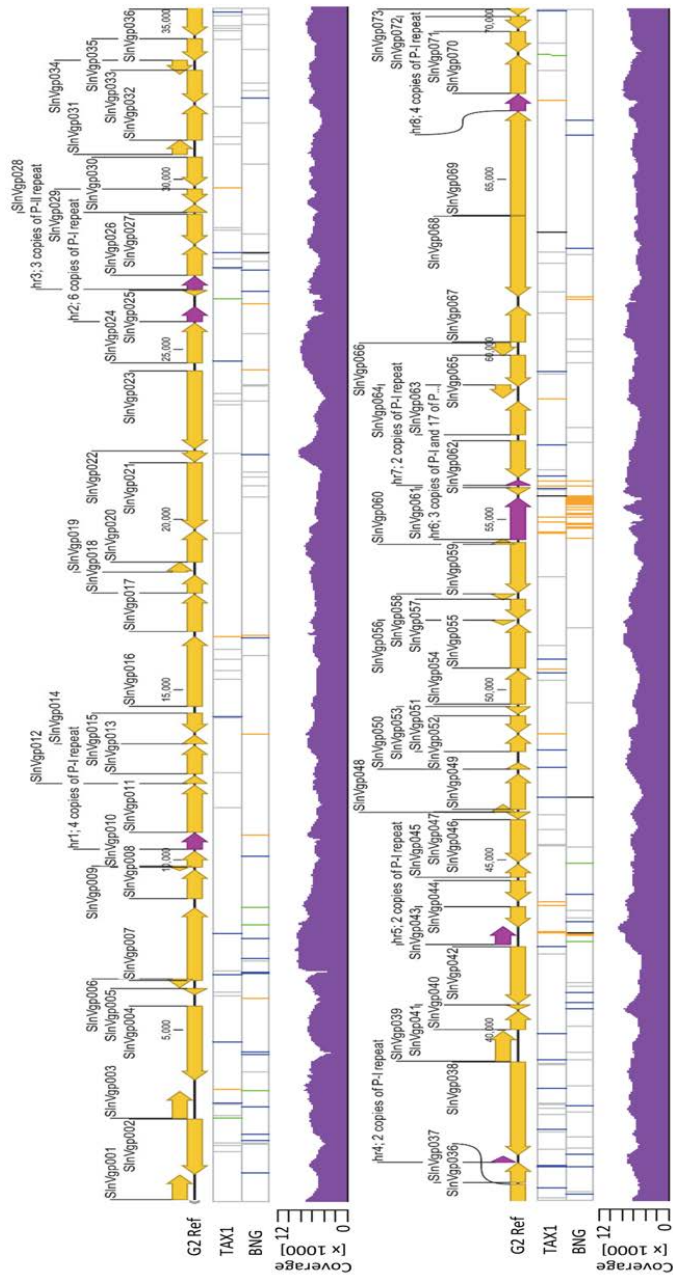 SlnVgp001
SlnVgp002
SlnVgp003
SlnVgp004
SlnVgp005
SlnVgp006
SlnVgp007
SlnVgp008
SlnVgp009
SlnVgp010
hr1; 4 copies of P-I repeat
SlnVgp011
SlnVgp012
SlnVgp013
SlnVgp014
SlnVgp015
SlnVgp016
SlnVgp017
SlnVgp018
SlnVgp019
SlnVgp020
SlnVgp021
SlnVgp022
SlnVgp023
SlnVgp024
SlnVgp025
hr2; 6 copies of P-I repeat
hr3; 3 copies of P-II repeat
SlnVgp026
SlnVgp027
SlnVgp028
SlnVgp029
SlnVgp030
SlnVgp031
SlnVgp032
SlnVgp033
SlnVgp034
SlnVgp035
SlnVgp036
G2 Ref
5,000
10,000
15,000
20,000
25,000
30,000
35,000
TAX1
BNG
Coverage
[× 1000]
12
0
SlnVgp036
SlnVgp037
hr4; 2 copies of P-I repeat
SlnVgp038
SlnVgp039
SlnVgp040
SlnVgp041
SlnVgp042
SlnVgp043
hr5; 2 copies of P-I repeat
SlnVgp044
SlnVgp045
SlnVgp046
SlnVgp047
SlnVgp048
SlnVgp049
SlnVgp050
SlnVgp051
SlnVgp052
SlnVgp053
SlnVgp054
SlnVgp055
SlnVgp056
SlnVgp057
SlnVgp058
SlnVgp059
SlnVgp060
SlnVgp061
hr6; 3 copies of P-I and 17 of P...
hr7; 2 copies of P-I repeat
SlnVgp062
SlnVgp063
SlnVgp064
SlnVgp065
SlnVgp066
SlnVgp067
SlnVgp068
SlnVgp069
hr8; 4 copies of P-I repeat
SlnVgp070
SlnVgp071
SlnVgp072
SlnVgp073
G2 Ref
40,000
45,000
50,000
55,000
60,000
65,000
70,000
TAX1
BNG
Coverage
[× 1000]
12
0